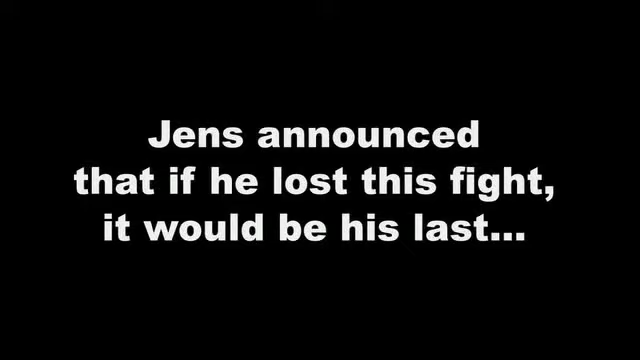 Jens announced
that if he lost this fight,
it would be his last...